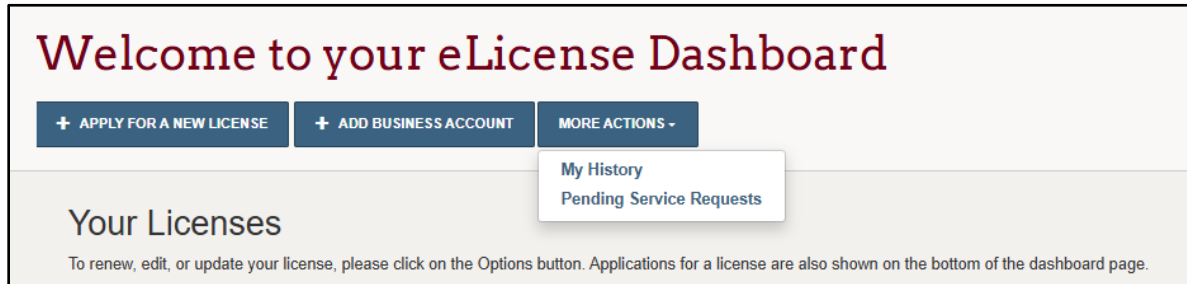 Welcome to your eLicense Dashboard
+ APPLY FOR A NEW LICENSE + ADD BUSINESS ACCOUNT MORE ACTIONS
My History
Pending Service Requests
Your Licenses
To renew, edit, or update your license, please click on the Options button. Applications for a license are also shown on the bottom of the dashboard page.